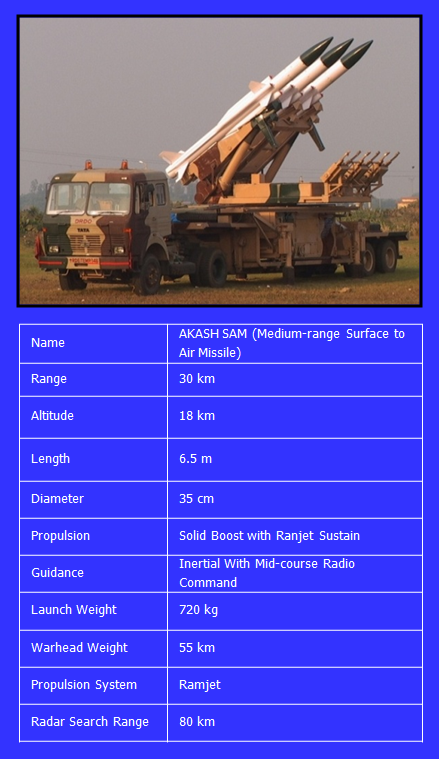 TATA
Name
AKASH SAM (Medium-range Surface to
Air Missile)
Range
30 km
Altitude
18 km
Length
6.5 m
Diameter
35 cm
Propulsion
Solid Boost with Ranjet Sustain
Guidance
Inertial With Mid-course Radio
Command
Launch Weight
720 kg
Warhead Weight
55 km
Propulsion System
Ramjet
Radar Search Range
80 km